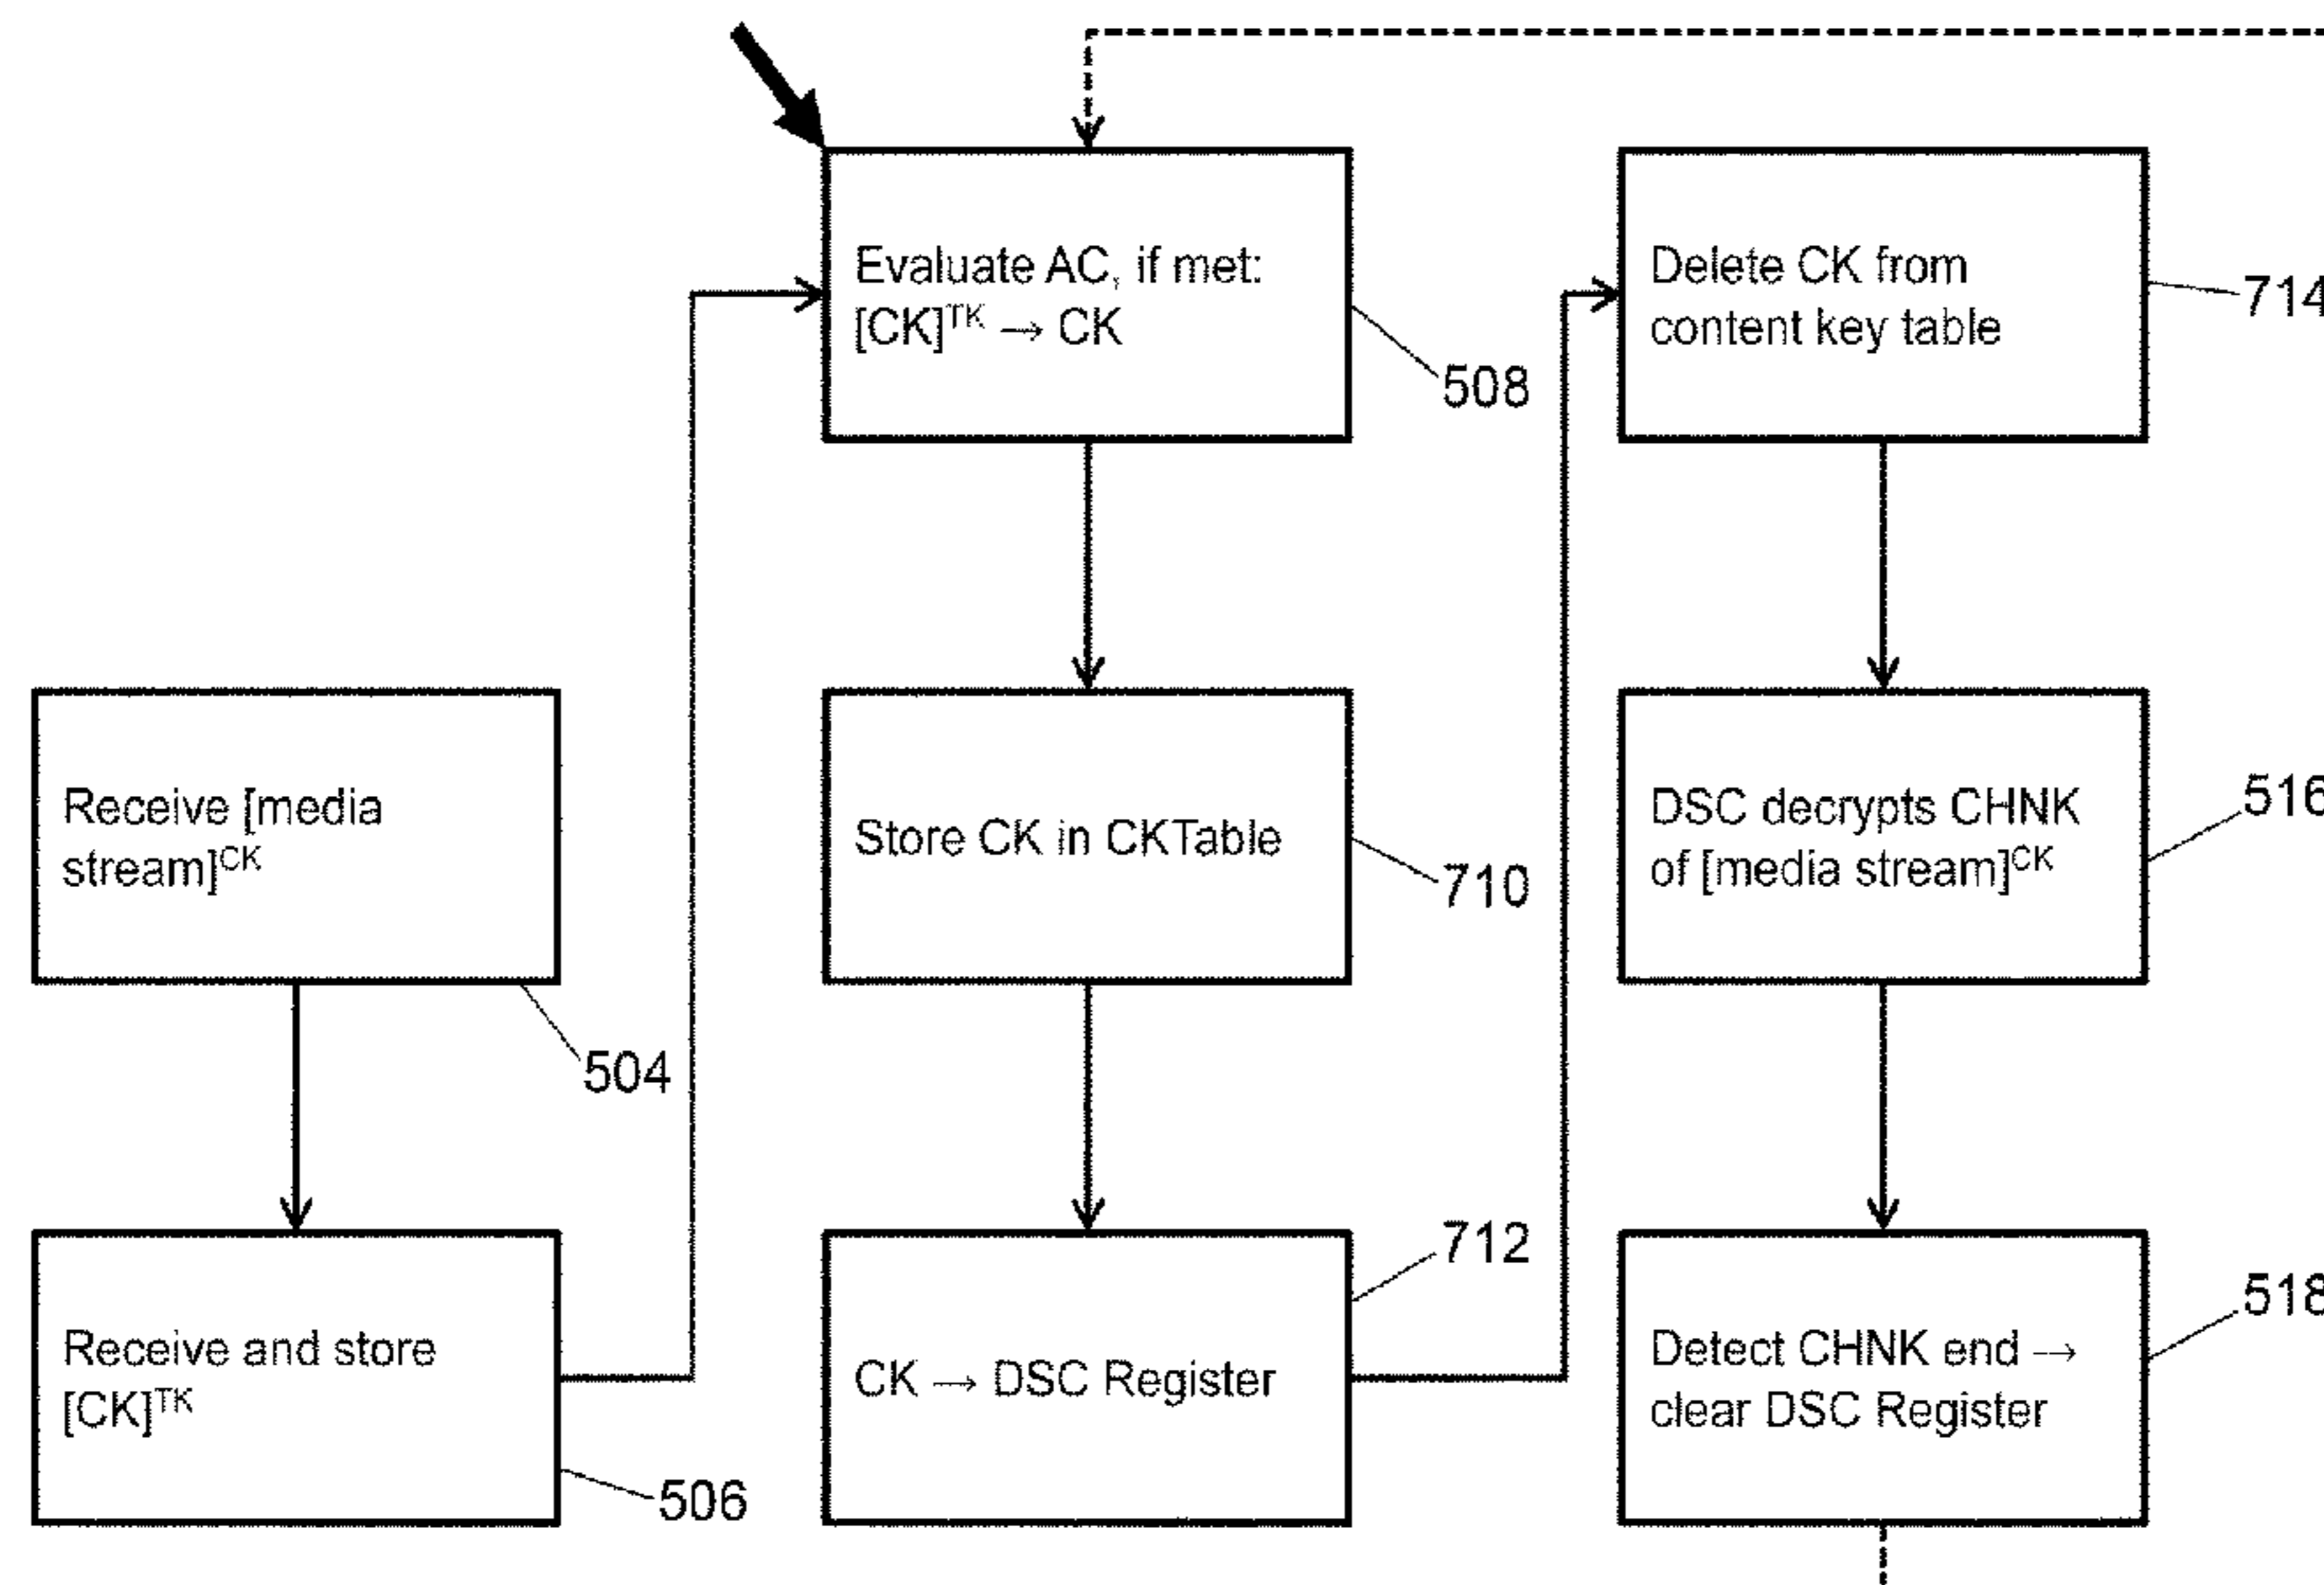 Receive [media
stream]^CK
504
Receive and store
[CK]^TK
506
Evaluate AC, if met:
[CK]^TK → CK
508
Store CK in CKTable
710
CK → DSC Register
712
Delete CK from
content key table
714
DSC decrypts CHNK
of [media stream]^CK
516
Detect CHNK end →
clear DSC Register
518